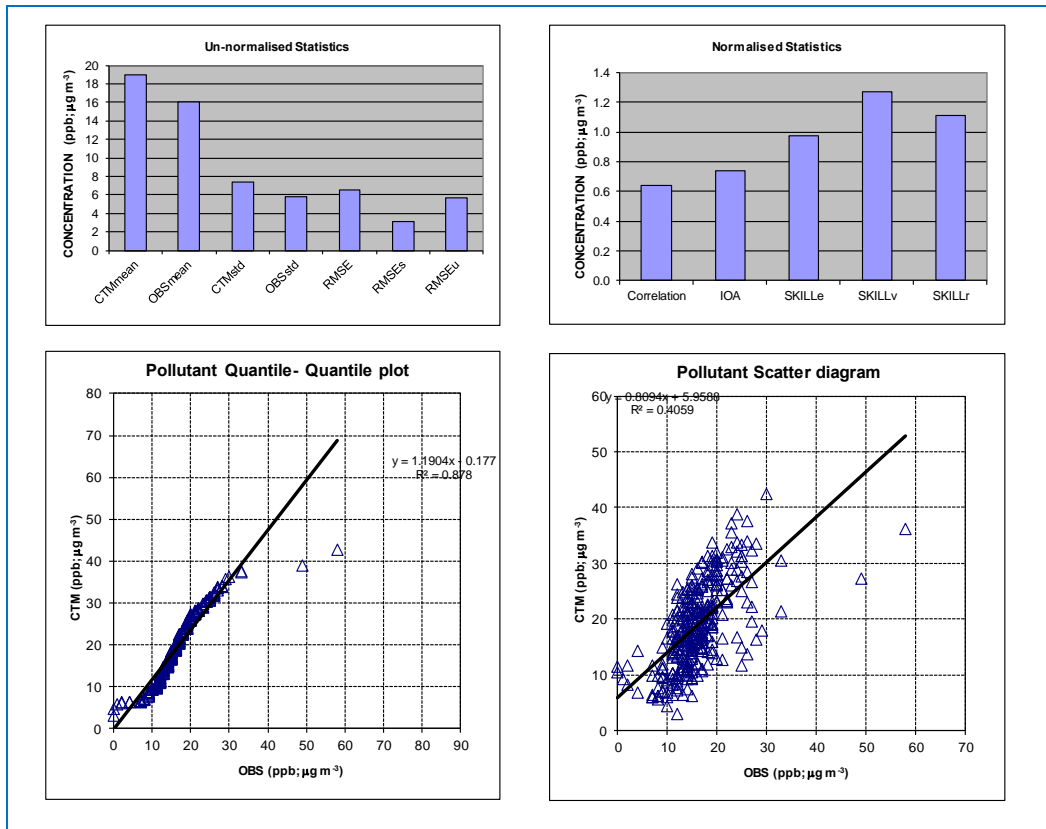 Un-normalised Statistics
CONCENTRATION (ppb; µg m-3)
20
18
16
14
12
10
8
6
4
2
0
CTMmean
OBSmean
CTMstd
OBSstd
RMSE
RMSEs
RMSEu
Normalised Statistics
CONCENTRATION (ppb; µg m-3)
1.4
1.2
1.0
0.8
0.6
0.4
0.2
0.0
Correlation IOA SKILLe SKILLv SKILLr
Pollutant Quantile- Quantile plot
CTM (ppb; µg m-3)
80
70
60
50
40
30
20
10
0
y = 1.1904x - 0.177
R² = 0.878
0 10 20 30 40 50 60 70 80 90
OBS (ppb; µg m-3)
Pollutant Scatter diagram
y = 0.8094x + 5.9588
R² = 0.4059
CTM (ppb; µg m-3)
60
50
40
30
20
10
0
0 10 20 30 40 50 60 70
OBS (ppb; µg m-3)